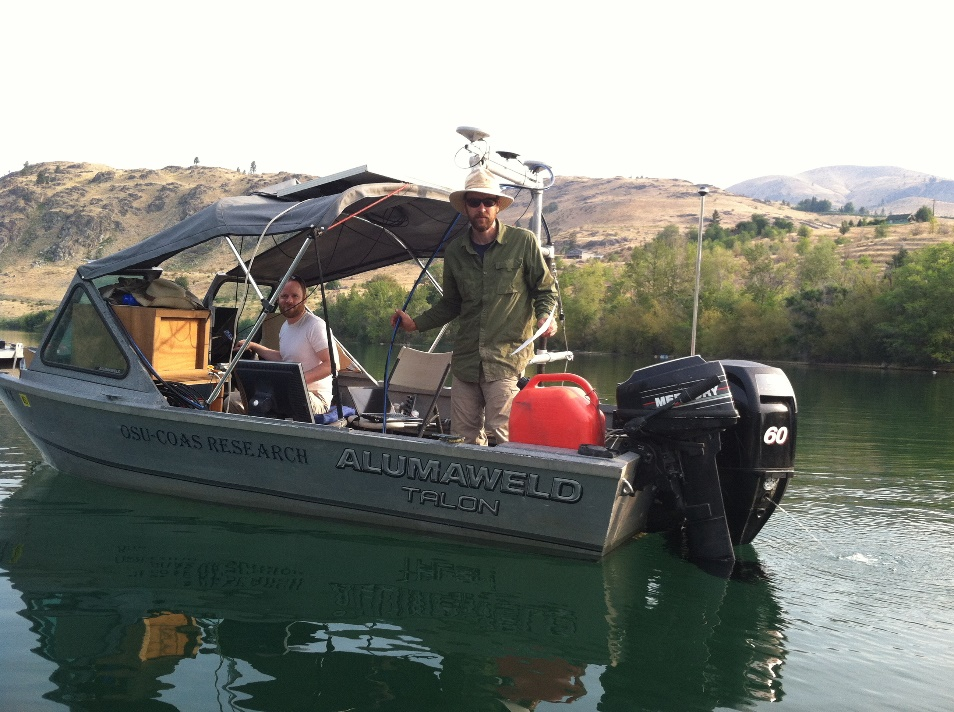 OSU-COAS RESEARCH
ALUMAWELD
TALON
MERCURY
60